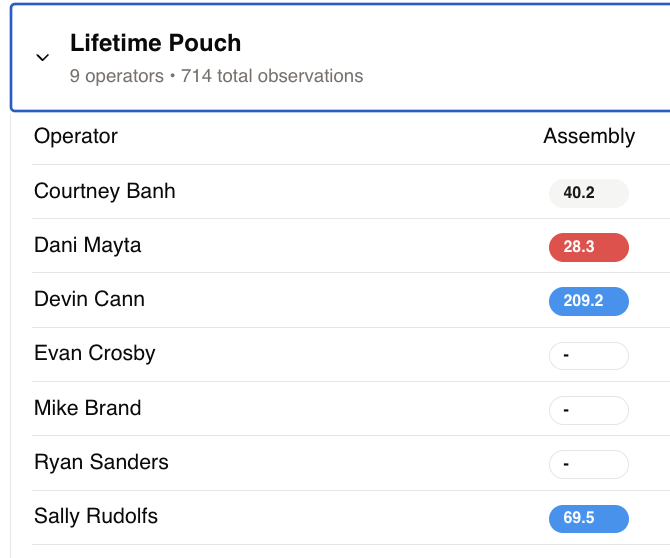 Lifetime Pouch
9 operators • 714 total observations
Operator Assembly
Courtney Banh 40.2
Dani Mayta 28.3
Devin Cann 209.2
Evan Crosby -
Mike Brand -
Ryan Sanders -
Sally Rudolfs 69.5